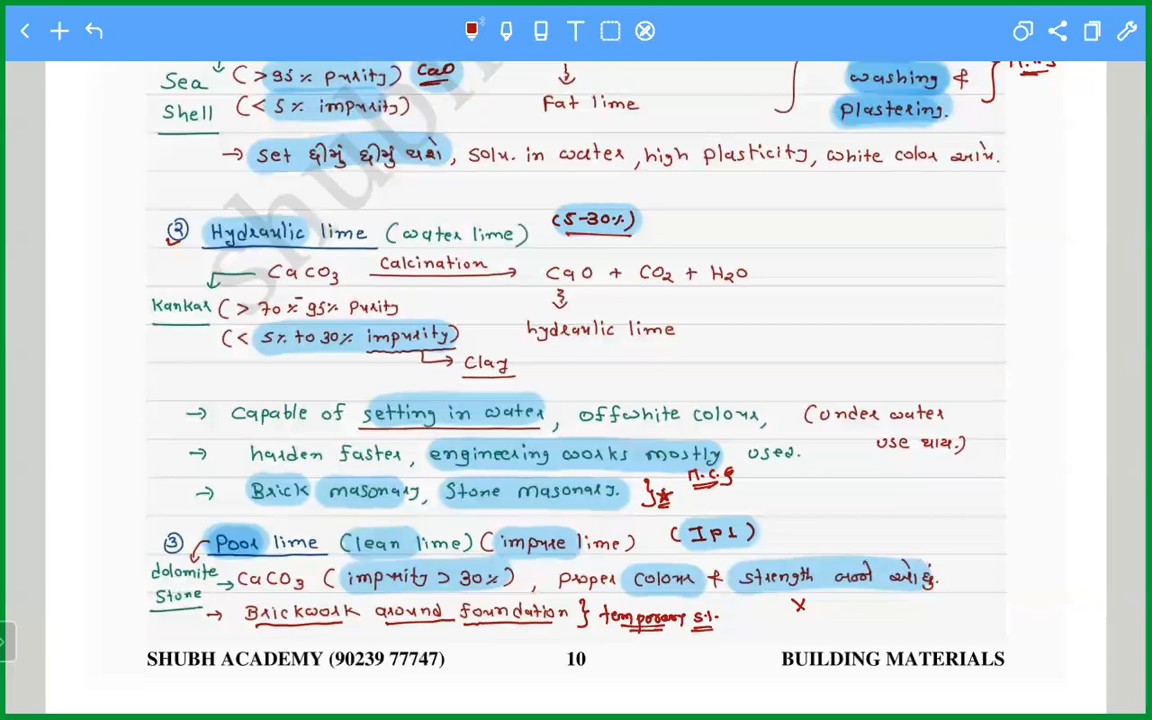 Sea (>95% purity) CaO washing &
Shell (<5% impurity) Fat lime plastering.
→ Set ધીમું ધીમું થશે, solu. in water, high plasticity, white color આપે.
② Hydraulic lime (water lime) (5-30%)
CaCO3 Calcination → CaO + CO2 + H2O
Kankar (>70%-95% Purity
(< 5% to 30% impurity) hydraulic lime
→ Clay
→ Capable of setting in water, offwhite colour, (under water
use થાય.)
→ harden faster, engineering works mostly used.
→ Brick masonary, Stone masonary. } ★ M.C.Q
③ Poor lime (lean lime) (impure lime) (IPL)
dolomite → CaCO3 (impurity > 30%), proper colour & strength
Stone
→ Brickwork around foundation } temporary st.
SHUBH ACADEMY (90239 77747) 10 BUILDING MATERIALS